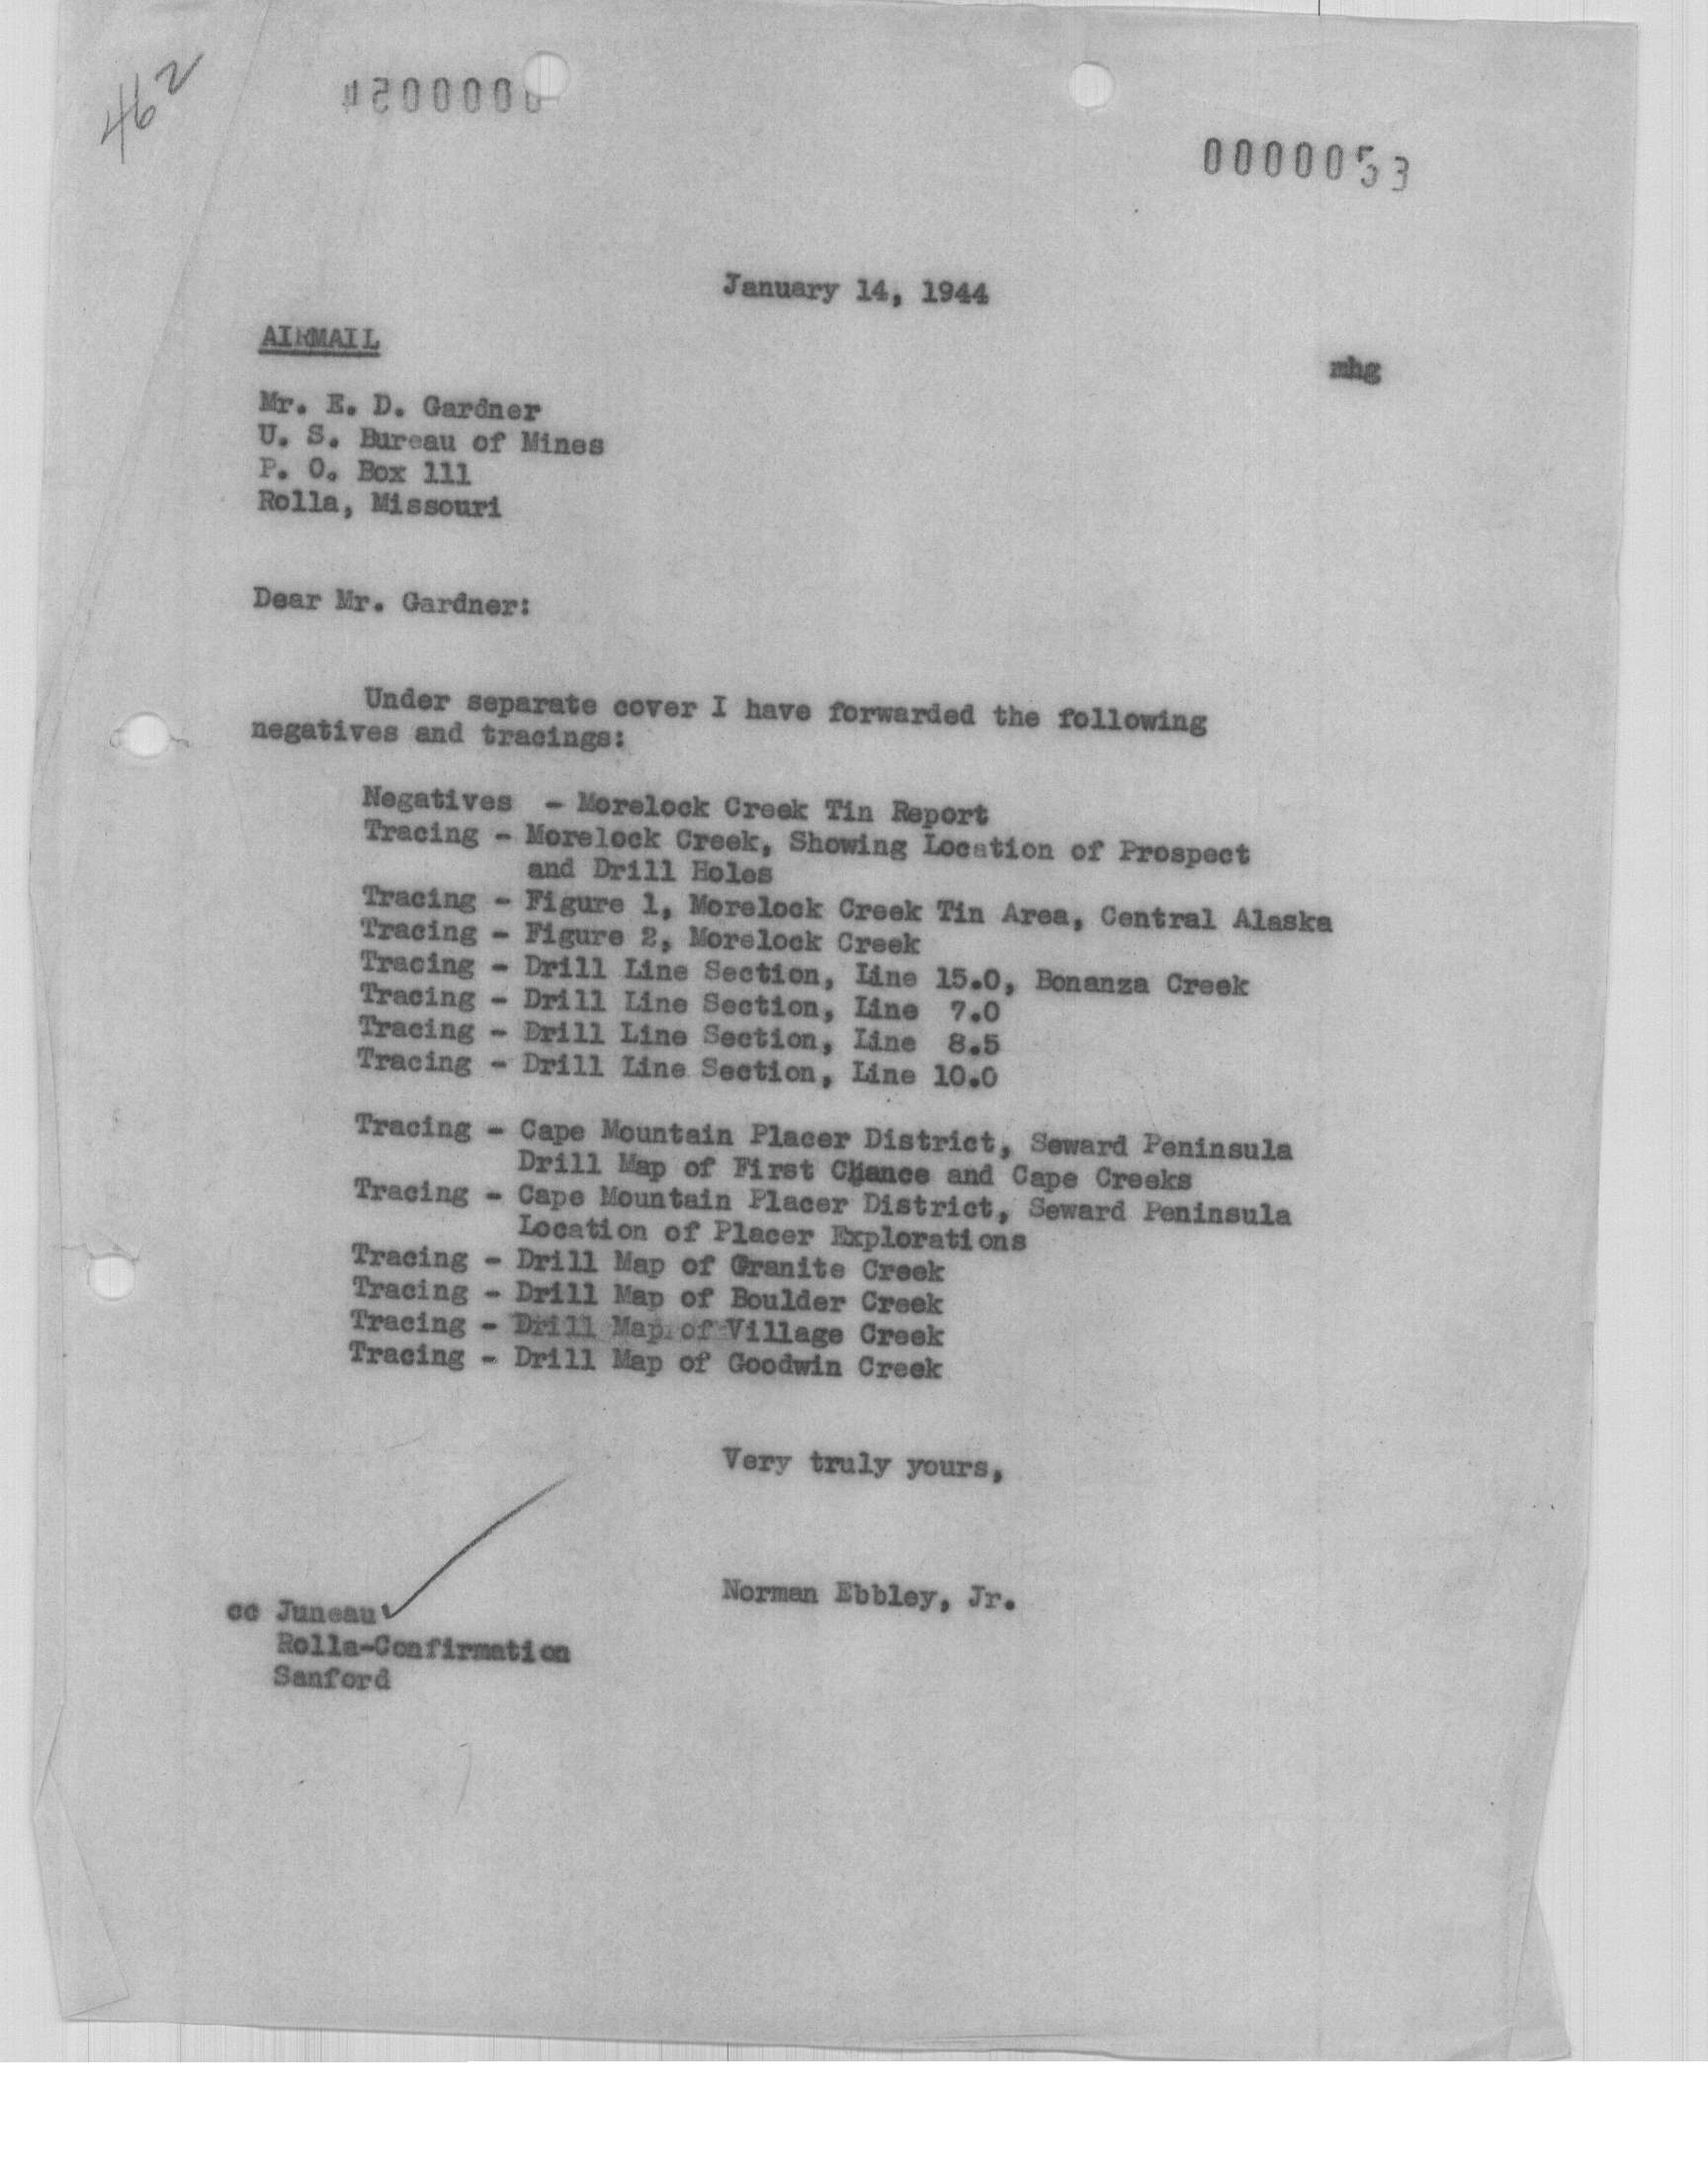 462
0000053
January 14, 1944
AIRMAIL
mhg
Mr. E. D. Gardner
U. S. Bureau of Mines
P. O. Box 111
Rolla, Missouri
Dear Mr. Gardner:
Under separate cover I have forwarded the following
negatives and tracings:
Negatives - Morelock Creek Tin Report
Tracing - Morelock Creek, Showing Location of Prospect
and Drill Holes
Tracing - Figure 1, Morelock Creek Tin Area, Central Alaska
Tracing - Figure 2, Morelock Creek
Tracing - Drill Line Section, Line 15.0, Bonanza Creek
Tracing - Drill Line Section, Line 7.0
Tracing - Drill Line Section, Line 8.5
Tracing - Drill Line Section, Line 10.0
Tracing - Cape Mountain Placer District, Seward Peninsula
Drill Map of First Chance and Cape Creeks
Tracing - Cape Mountain Placer District, Seward Peninsula
Location of Placer Explorations
Tracing - Drill Map of Granite Creek
Tracing - Drill Map of Boulder Creek
Tracing - Drill Map of Village Creek
Tracing - Drill Map of Goodwin Creek
Very truly yours,
Norman Ebbley, Jr.
cc Juneau
Rolla-Confirmation
Sanford